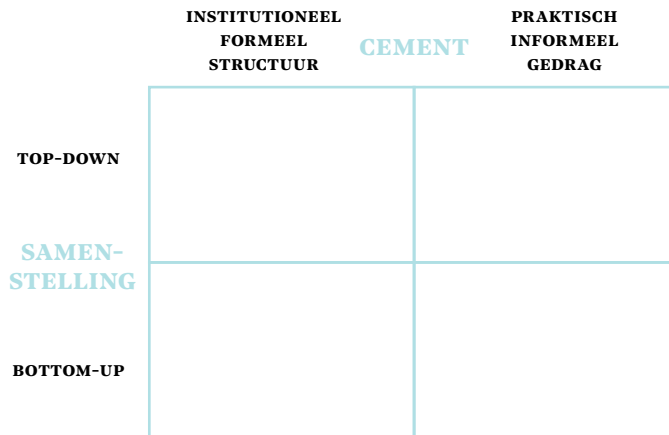 INSTITUTIONEEL
FORMEEL
STRUCTUUR
CEMENT
PRAKTISCH
INFORMEEL
GEDRAG
TOP-DOWN
SAMEN-
STELLING
BOTTOM-UP